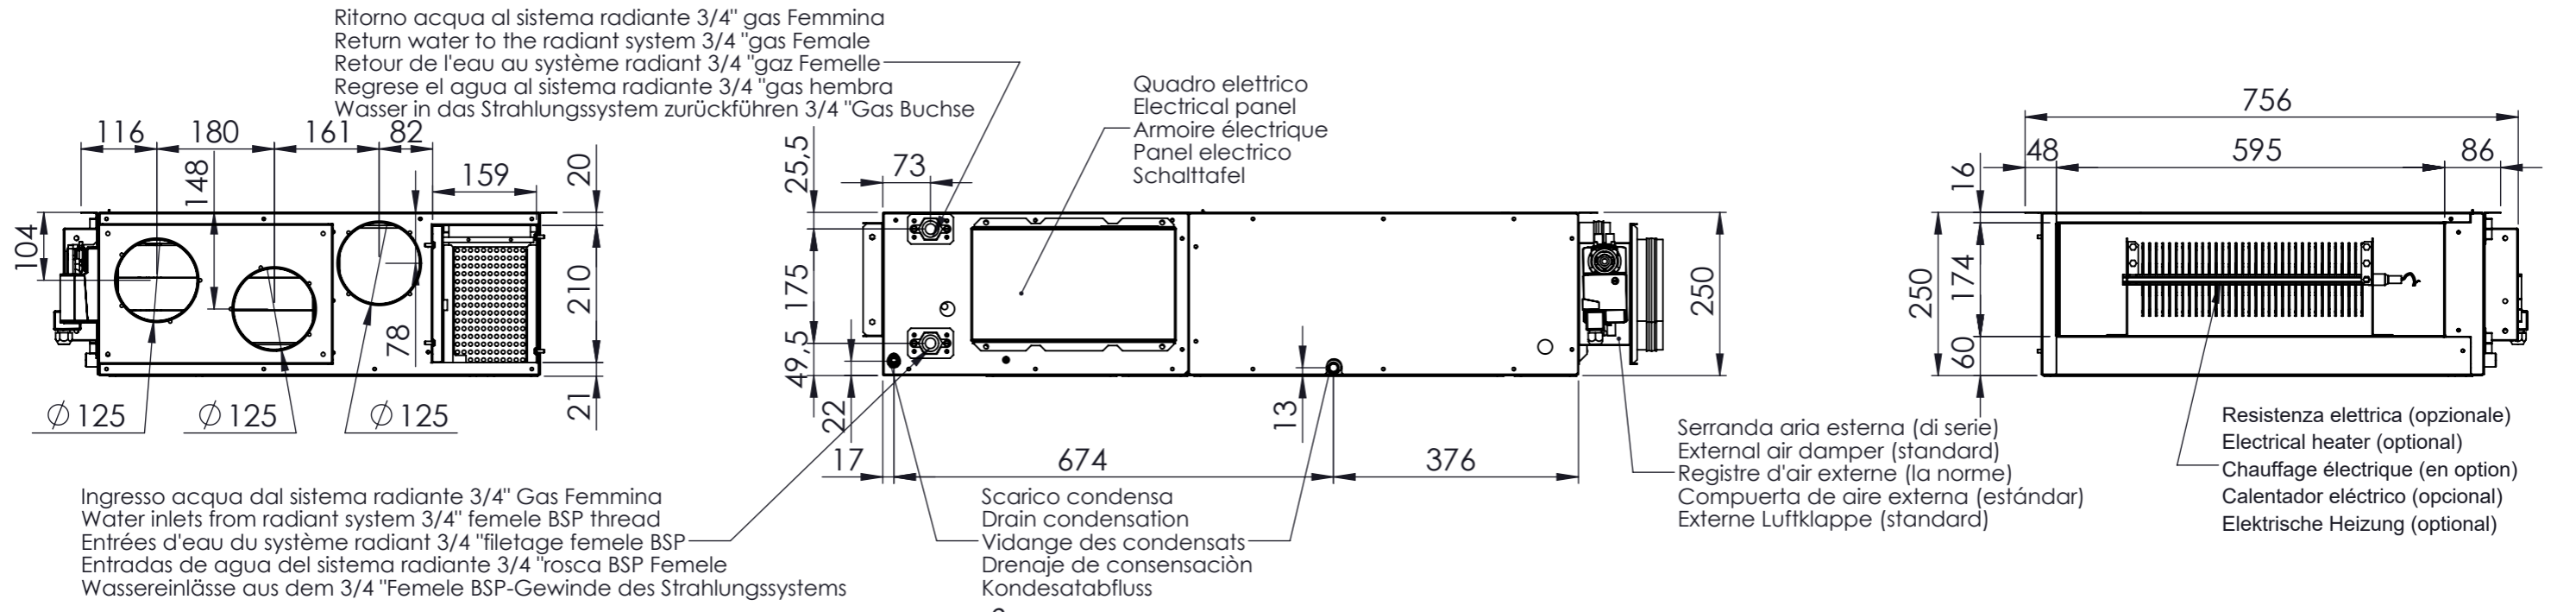 Ritorno acqua al sistema radiante 3/4" gas Femmina
Return water to the radiant system 3/4 "gas Female
Retour de l'eau au système radiant 3/4 "gaz Femelle
Regrese el agua al sistema radiante 3/4 "gas hembra
Wasser in das Strahlungssystem zurückführen 3/4 "Gas Buchse
116 180 161 82
148
159
20
104
210
78
21
Ø 125 Ø 125 Ø 125
Ingresso acqua dal sistema radiante 3/4" Gas Femmina
Water inlets from radiant system 3/4" femele BSP thread
Entrées d'eau du système radiant 3/4 "filetage femele BSP
Entradas de agua del sistema radiante 3/4 "rosca BSP Femele
Wassereinlässe aus dem 3/4 "Femele BSP-Gewinde des Strahlungssystems
Quadro elettrico
Electrical panel
Armoire électrique
Panel electrico
Schalttafel
25,5
73
175
49,5
22
250
13
17 674 376
Scarico condensa
Drain condensation
Vidange des condensats
Drenaje de consensaciòn
Kondesatabfluss
Serranda aria esterna (di serie)
External air damper (standard)
Registre d'air externe (la norme)
Compuerta de aire externa (estándar)
Externe Luftklappe (standard)
756
48 595 86
16
250
174
60
Resistenza elettrica (opzionale)
Electrical heater (optional)
Chauffage électrique (en option)
Calentador eléctrico (opcional)
Elektrische Heizung (optional)